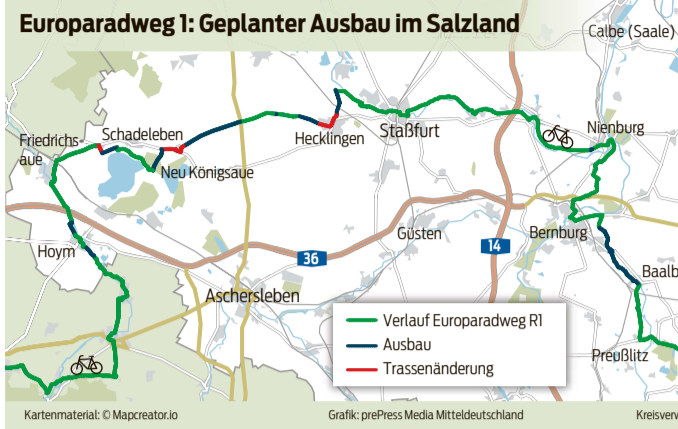 Europaradweg 1: Geplanter Ausbau im Salzland
Calbe (Saale)
Friedrichs-
aue
Schadeleben
Hecklingen
Staßfurt
Nienburg
Neu Königsaue
Hoym
Güsten
Bernburg
36
14
Aschersleben
Baalb
Verlauf Europaradweg R1
Ausbau
Trassenänderung
Preußlitz
Kartenmaterial: © Mapcreator.io
Grafik: prePress Media Mitteldeutschland
Kreisverw